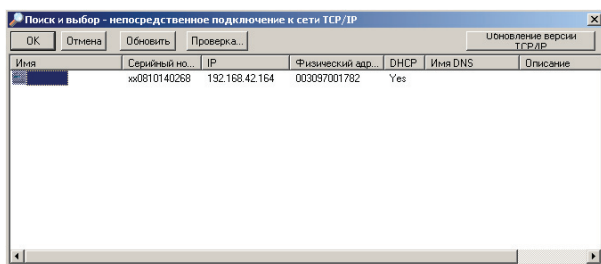 Поиск и выбор - непосредственное подключение к сети TCP/IP
OK Отмена Обновить Проверка... Обновление версии TCP/IP
Имя Серийный но... IP Физический адр... DHCP Имя DNS Описание
xx0810140268 192.168.42.164 003097001782 Yes